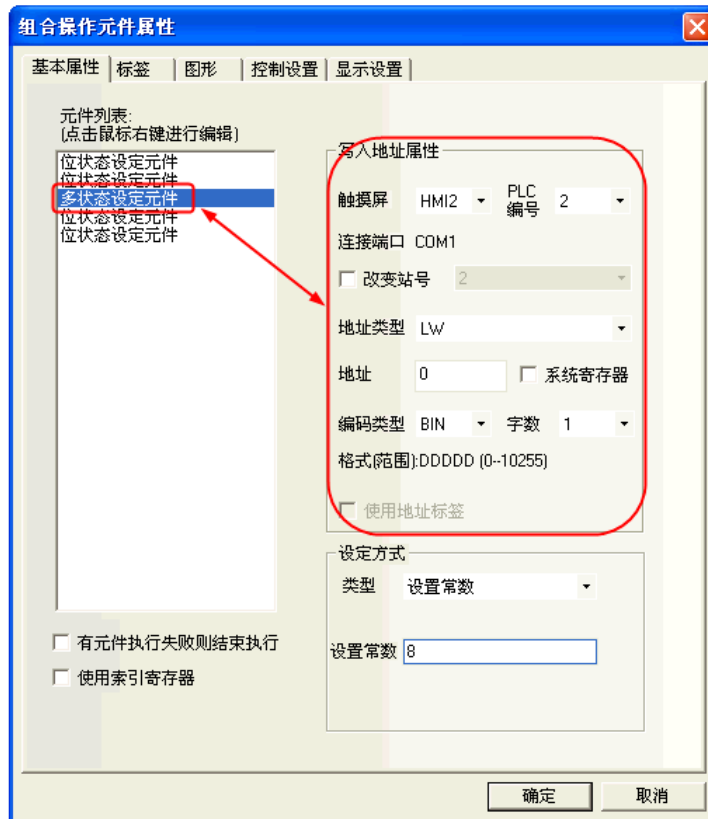 组合操作元件属性
基本属性 标签 图形 控制设置 显示设置
元件列表:
(点击鼠标右键进行编辑)
位状态设定元件
位状态设定元件
多状态设定元件
位状态设定元件
位状态设定元件
有元件执行失败则结束执行
使用索引寄存器
写入地址属性
触摸屏 HMI2 PLC编号 2
连接端口 COM1
改变站号 2
地址类型 LW
地址 0 系统寄存器
编码类型 BIN 字数 1
格式(范围):DDDDD (0--10255)
使用地址标签
设定方式
类型 设置常数
设置常数 8
确定 取消